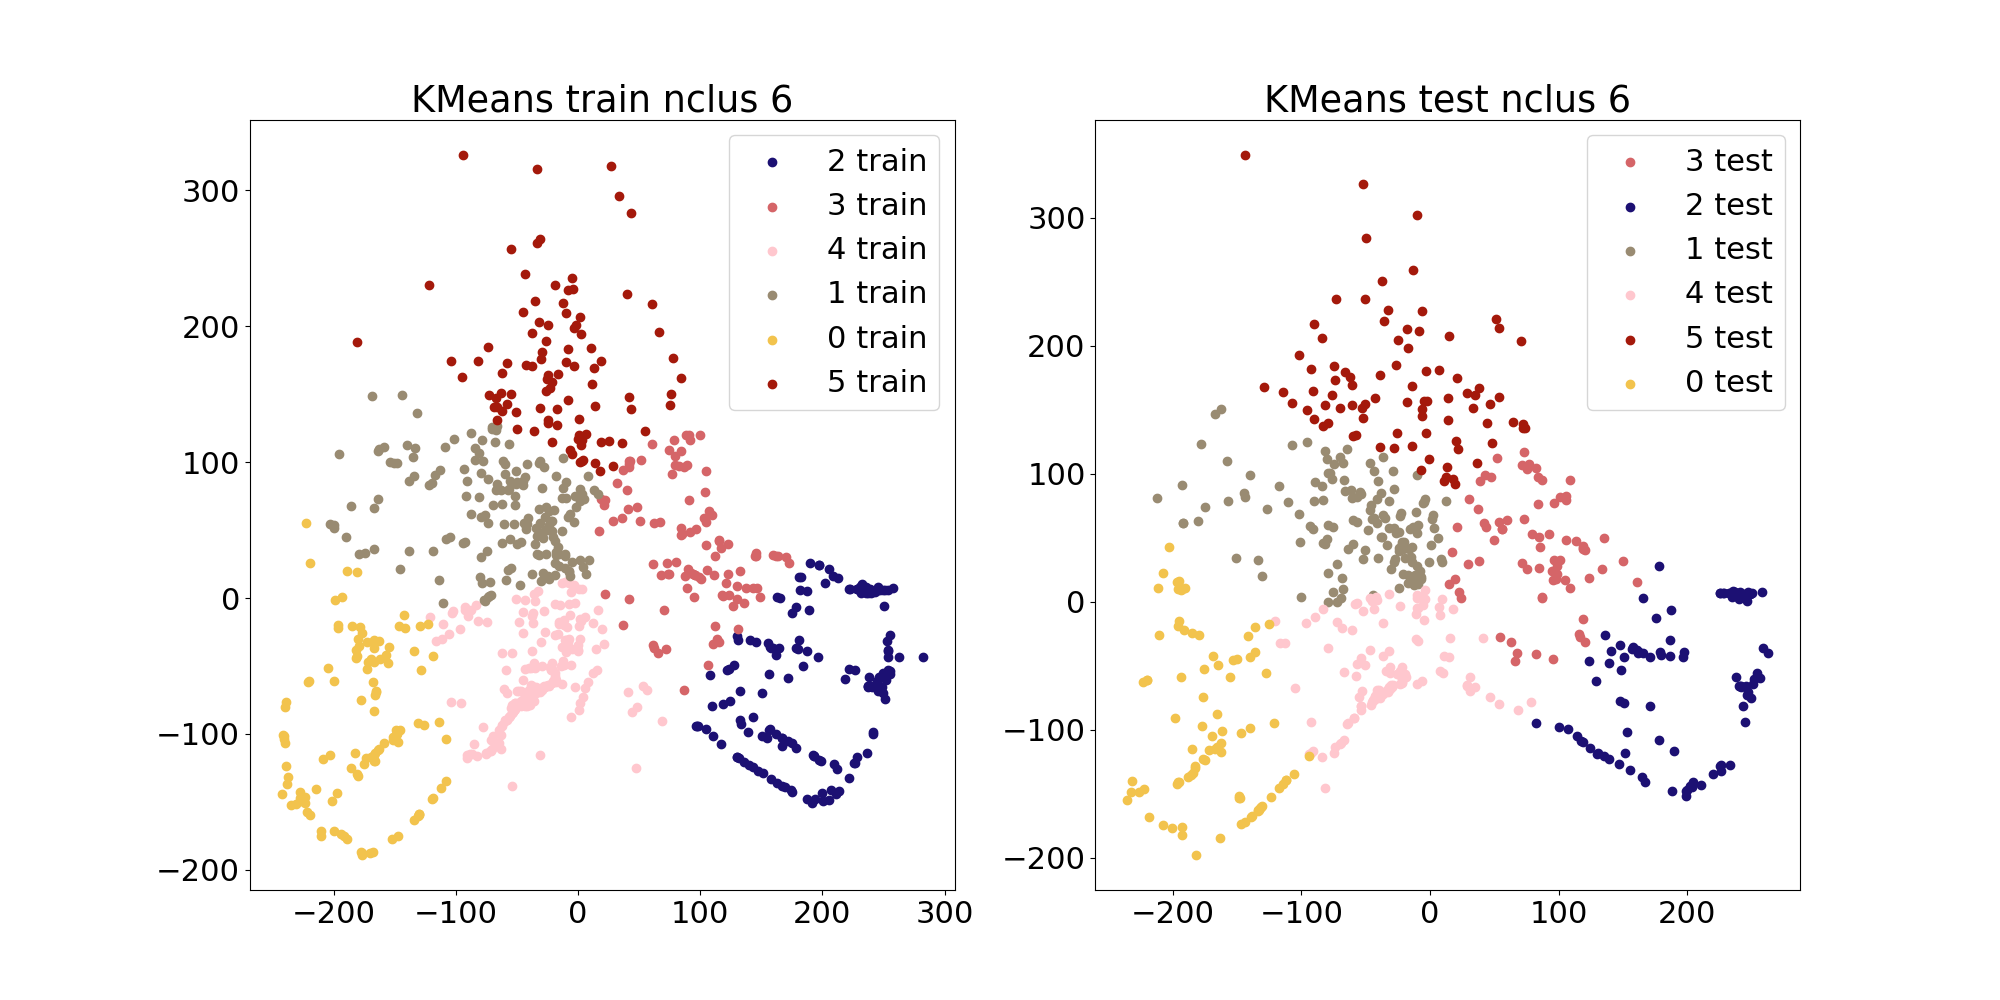 KMeans train nclus 6
300
200
100
0
−100
−200
−200 −100 0 100 200 300
2 train
3 train
4 train
1 train
0 train
5 train
KMeans test nclus 6
300
200
100
0
−100
−200
−200 −100 0 100 200
3 test
2 test
1 test
4 test
5 test
0 test